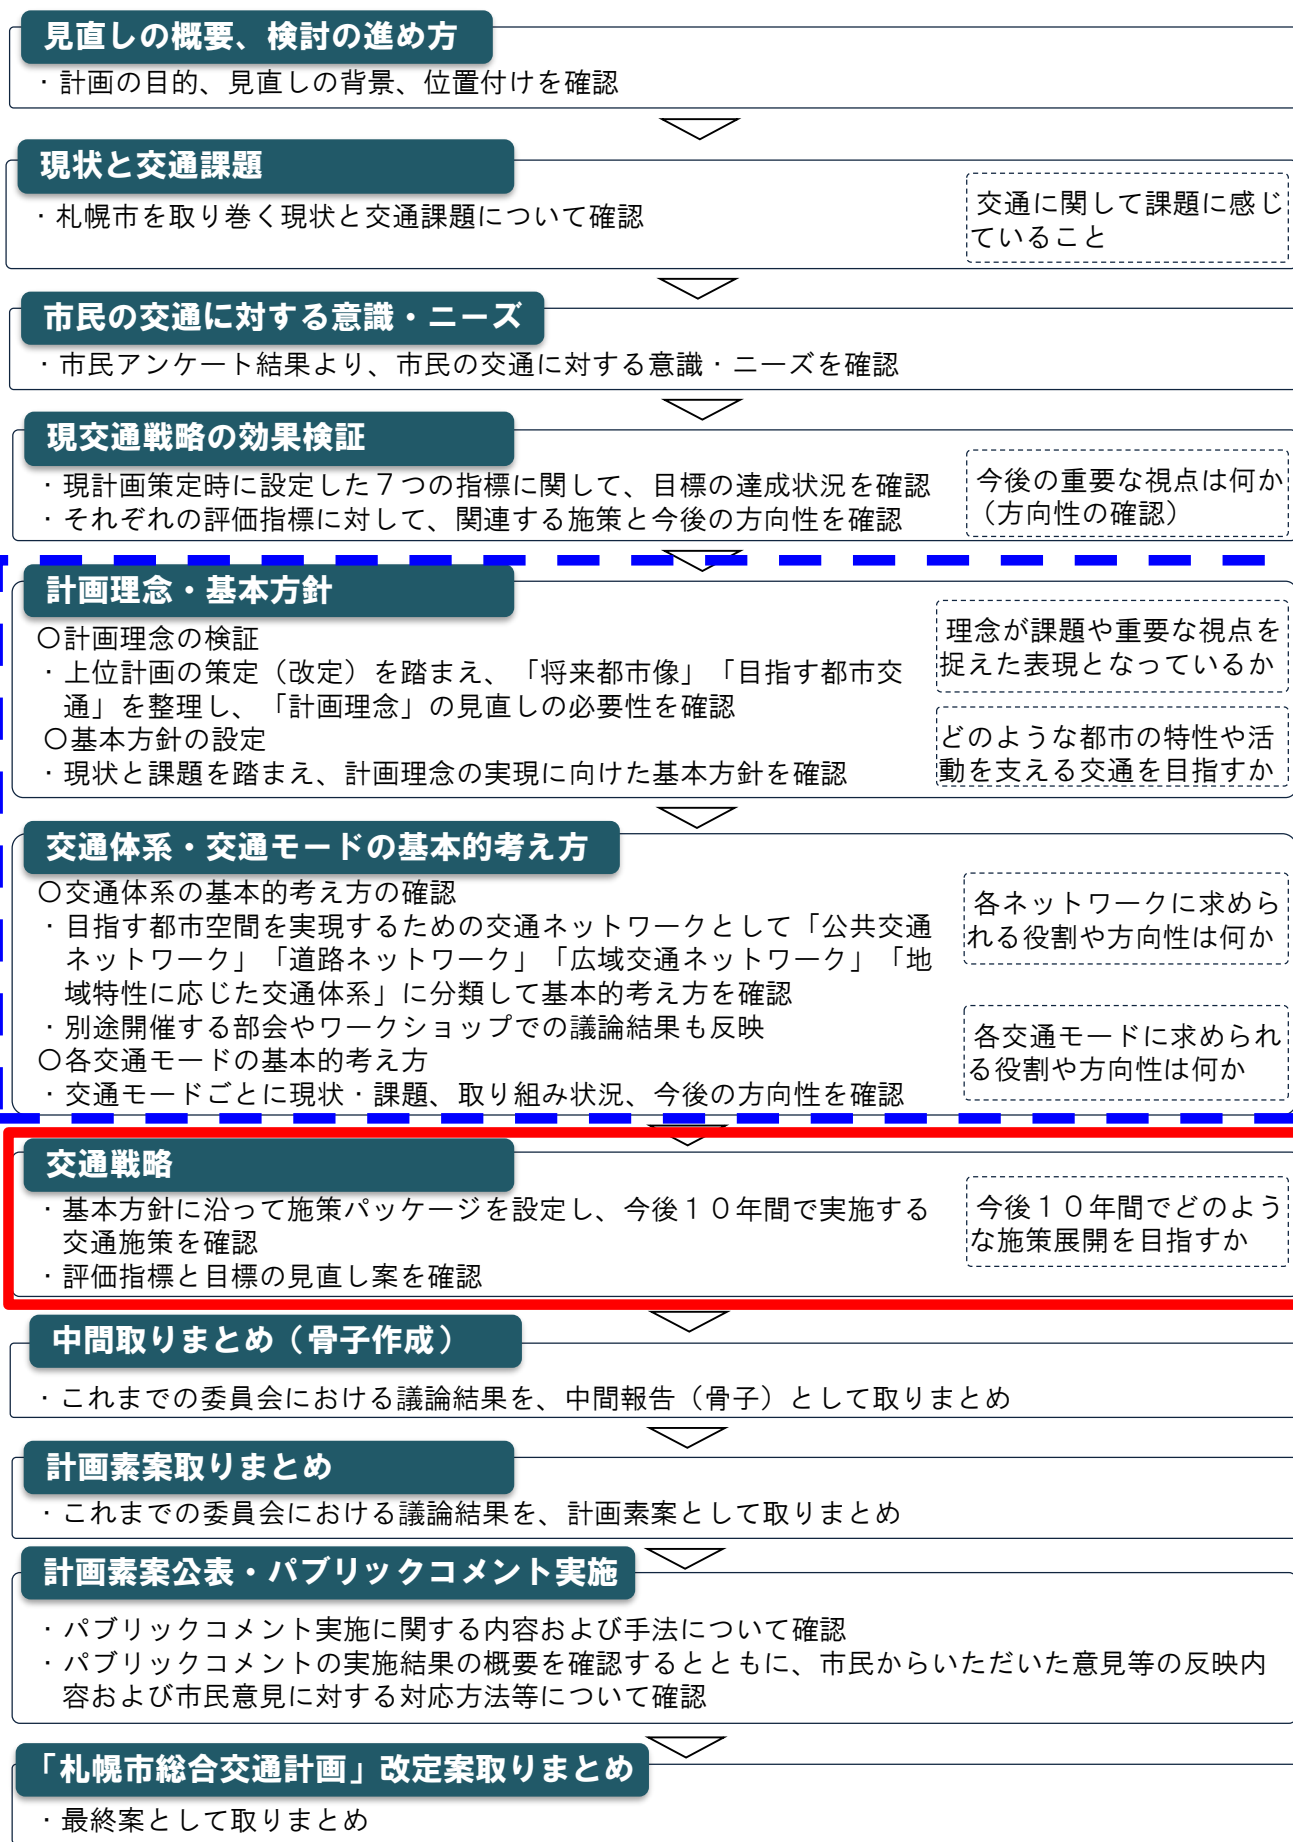 見直しの概要、検討の進め方
・計画の目的、見直しの背景、位置付けを確認
現状と交通課題
・札幌市を取り巻く現状と交通課題について確認
交通に関して課題に感じ
ていること
市民の交通に対する意識・ニーズ
・市民アンケート結果より、市民の交通に対する意識・ニーズを確認
現交通戦略の効果検証
・現計画策定時に設定した７つの指標に関して、目標の達成状況を確認
・それぞれの評価指標に対して、関連する施策と今後の方向性を確認
今後の重要な視点は何か
（方向性の確認）
計画理念・基本方針
〇計画理念の検証
・上位計画の策定（改定）を踏まえ、「将来都市像」「目指す都市交
通」を整理し、「計画理念」の見直しの必要性を確認
〇基本方針の設定
・現状と課題を踏まえ、計画理念の実現に向けた基本方針を確認
理念が課題や重要な視点を
捉えた表現となっているか
どのような都市の特性や活
動を支える交通を目指すか
交通体系・交通モードの基本的考え方
〇交通体系の基本的考え方の確認
・目指す都市空間を実現するための交通ネットワークとして「公共交通
ネットワーク」「道路ネットワーク」「広域交通ネットワーク」「地
域特性に応じた交通体系」に分類して基本的考え方を確認
・別途開催する部会やワークショップでの議論結果も反映
〇各交通モードの基本的考え方
・交通モードごとに現状・課題、取り組み状況、今後の方向性を確認
各ネットワークに求めら
れる役割や方向性は何か
各交通モードに求められ
る役割や方向性は何か
交通戦略
・基本方針に沿って施策パッケージを設定し、今後１０年間で実施する
交通施策を確認
・評価指標と目標の見直し案を確認
今後１０年間でどのよう
な施策展開を目指すか
中間取りまとめ（骨子作成）
・これまでの委員会における議論結果を、中間報告（骨子）として取りまとめ
計画素案取りまとめ
・これまでの委員会における議論結果を、計画素案として取りまとめ
計画素案公表・パブリックコメント実施
・パブリックコメント実施に関する内容および手法について確認
・パブリックコメントの実施結果の概要を確認するとともに、市民からいただいた意見等の反映内
容および市民意見に対する対応方法等について確認
「札幌市総合交通計画」改定案取りまとめ
・最終案として取りまとめ